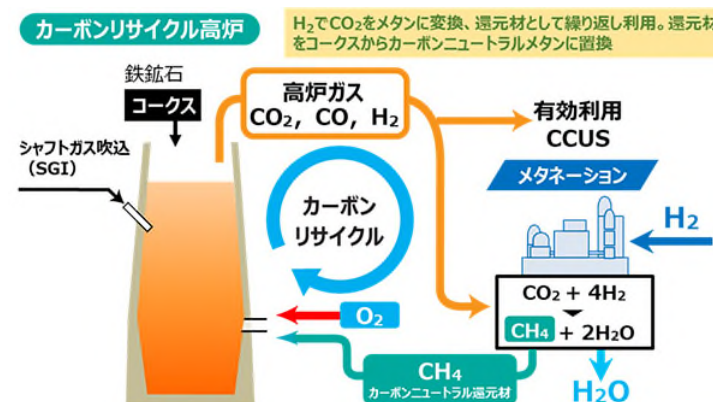 カーボンリサイクル高炉
H₂でCO₂をメタンに変換、還元材として繰り返し利用。還元材
をコークスからカーボンニュートラルメタンに置換
鉄鉱石
コークス
シャフトガス吹込
（SGI）
高炉ガス
CO₂，CO，H₂
有効利用
CCUS
メタネーション
カーボン
リサイクル
H₂
CO₂ + 4H₂
CH₄ + 2H₂O
O₂
CH₄
カーボンニュートラル還元材
H₂O